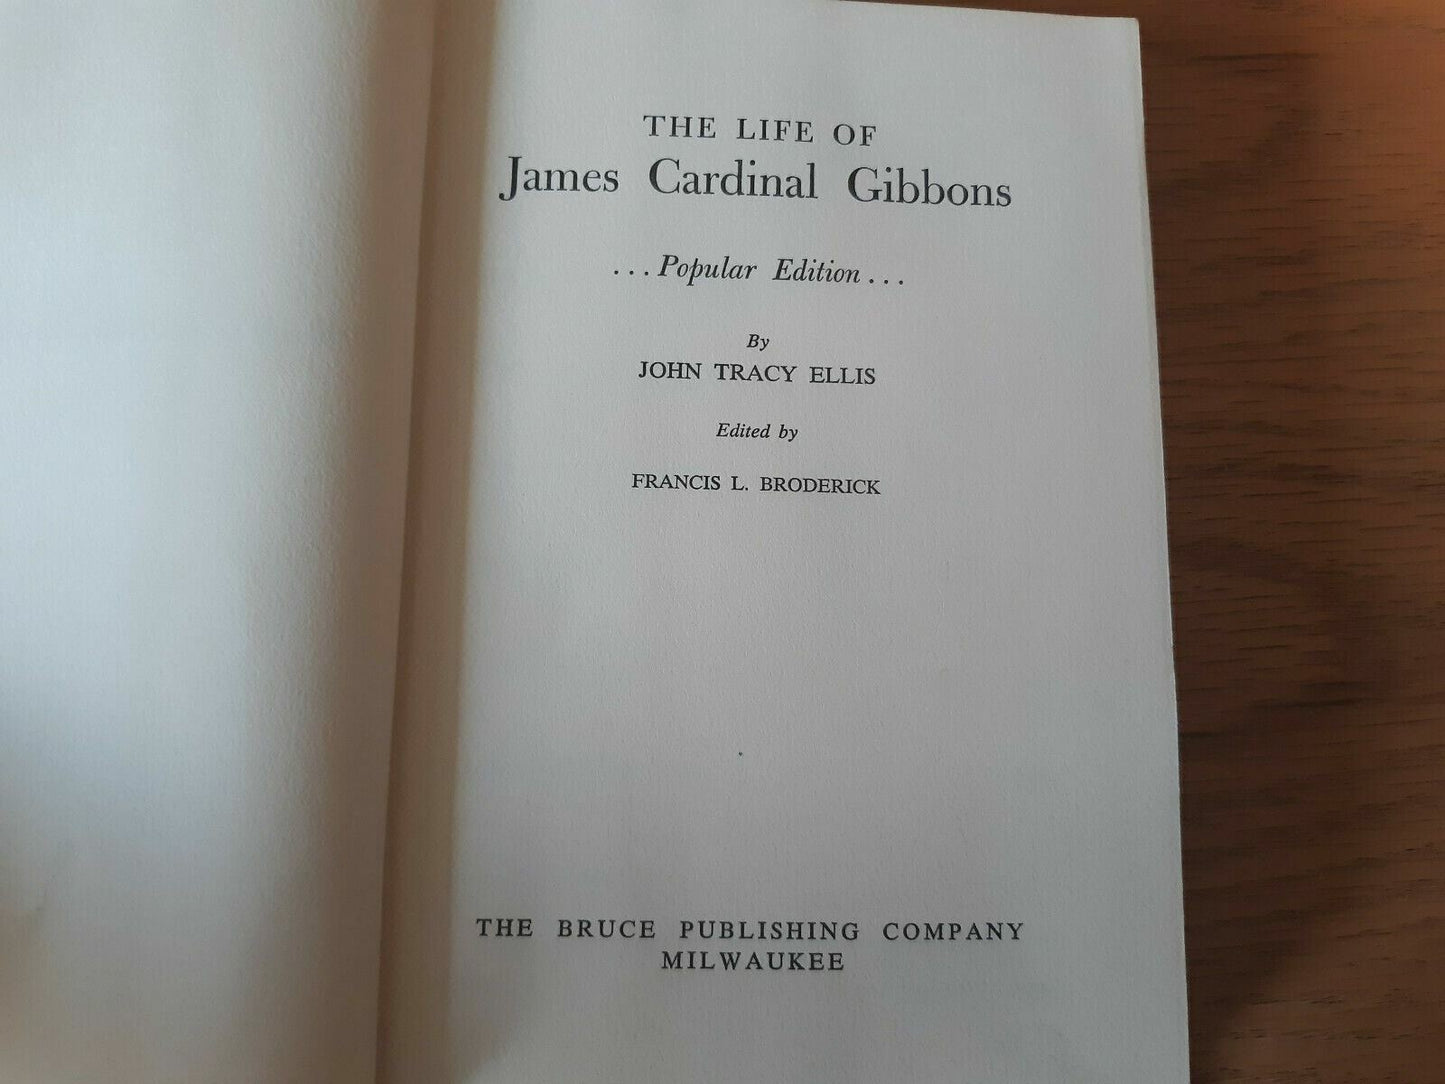 THE LIFE OF
James Cardinal Gibbons
...Popular Edition...
By
JOHN TRACY ELLIS
Edited by
FRANCIS L. BRODERICK
THE BRUCE PUBLISHING COMPANY
MILWAUKEE